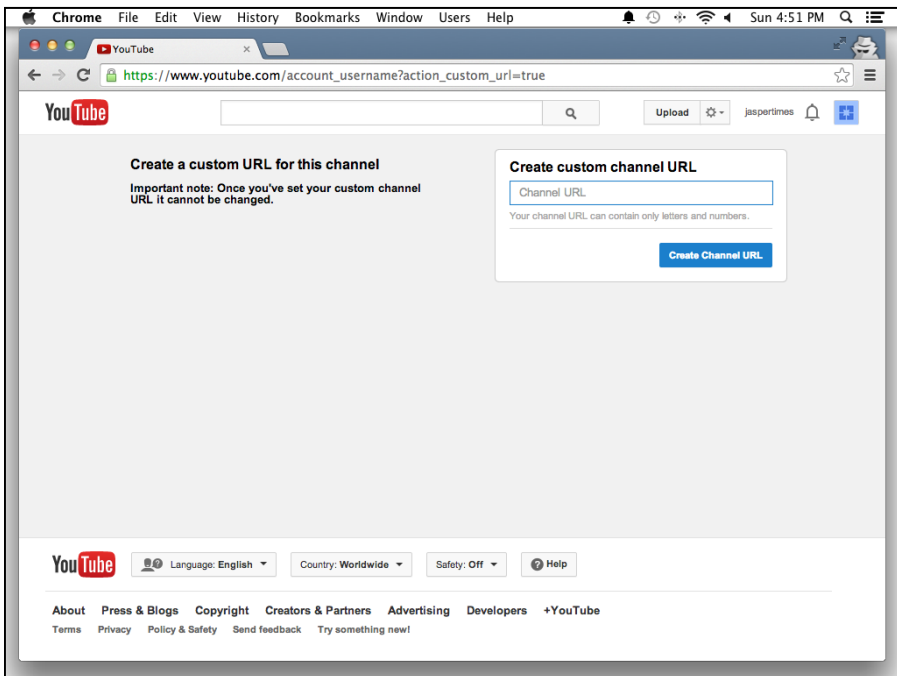 Chrome File Edit View History Bookmarks Window Users Help Sun 4:51 PM
YouTube
https://www.youtube.com/account_username?action_custom_url=true
YouTube Upload jaspertimes
Create a custom URL for this channel
Important note: Once you've set your custom channel
URL it cannot be changed.
Create custom channel URL
Channel URL
Your channel URL can contain only letters and numbers.
Create Channel URL
YouTube Language: English Country: Worldwide Safety: Off Help
About Press & Blogs Copyright Creators & Partners Advertising Developers +YouTube
Terms Privacy Policy & Safety Send feedback Try something new!